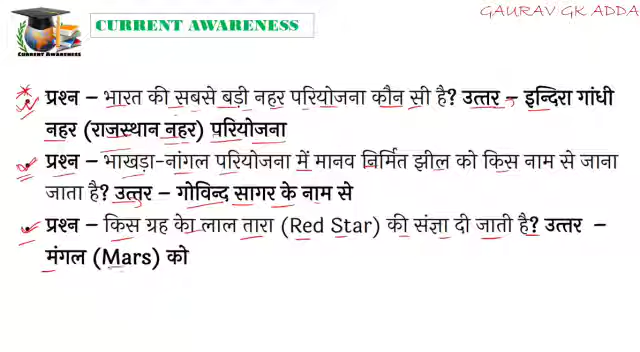 GAURAV GK ADDA
CURRENT AWARENESS
Current Awareness
प्रश्न – भारत की सबसे बड़ी नहर परियोजना कौन सी है? उत्तर – इन्दिरा गांधी
नहर (राजस्थान नहर) परियोजना
प्रश्न – भाखड़ा-नांगल परियोजना में मानव निर्मित झील को किस नाम से जाना
जाता है? उत्तर – गोविन्द सागर के नाम से
प्रश्न – किस ग्रह केा लाल तारा (Red Star) की संज्ञा दी जाती है? उत्तर –
मंगल (Mars) को